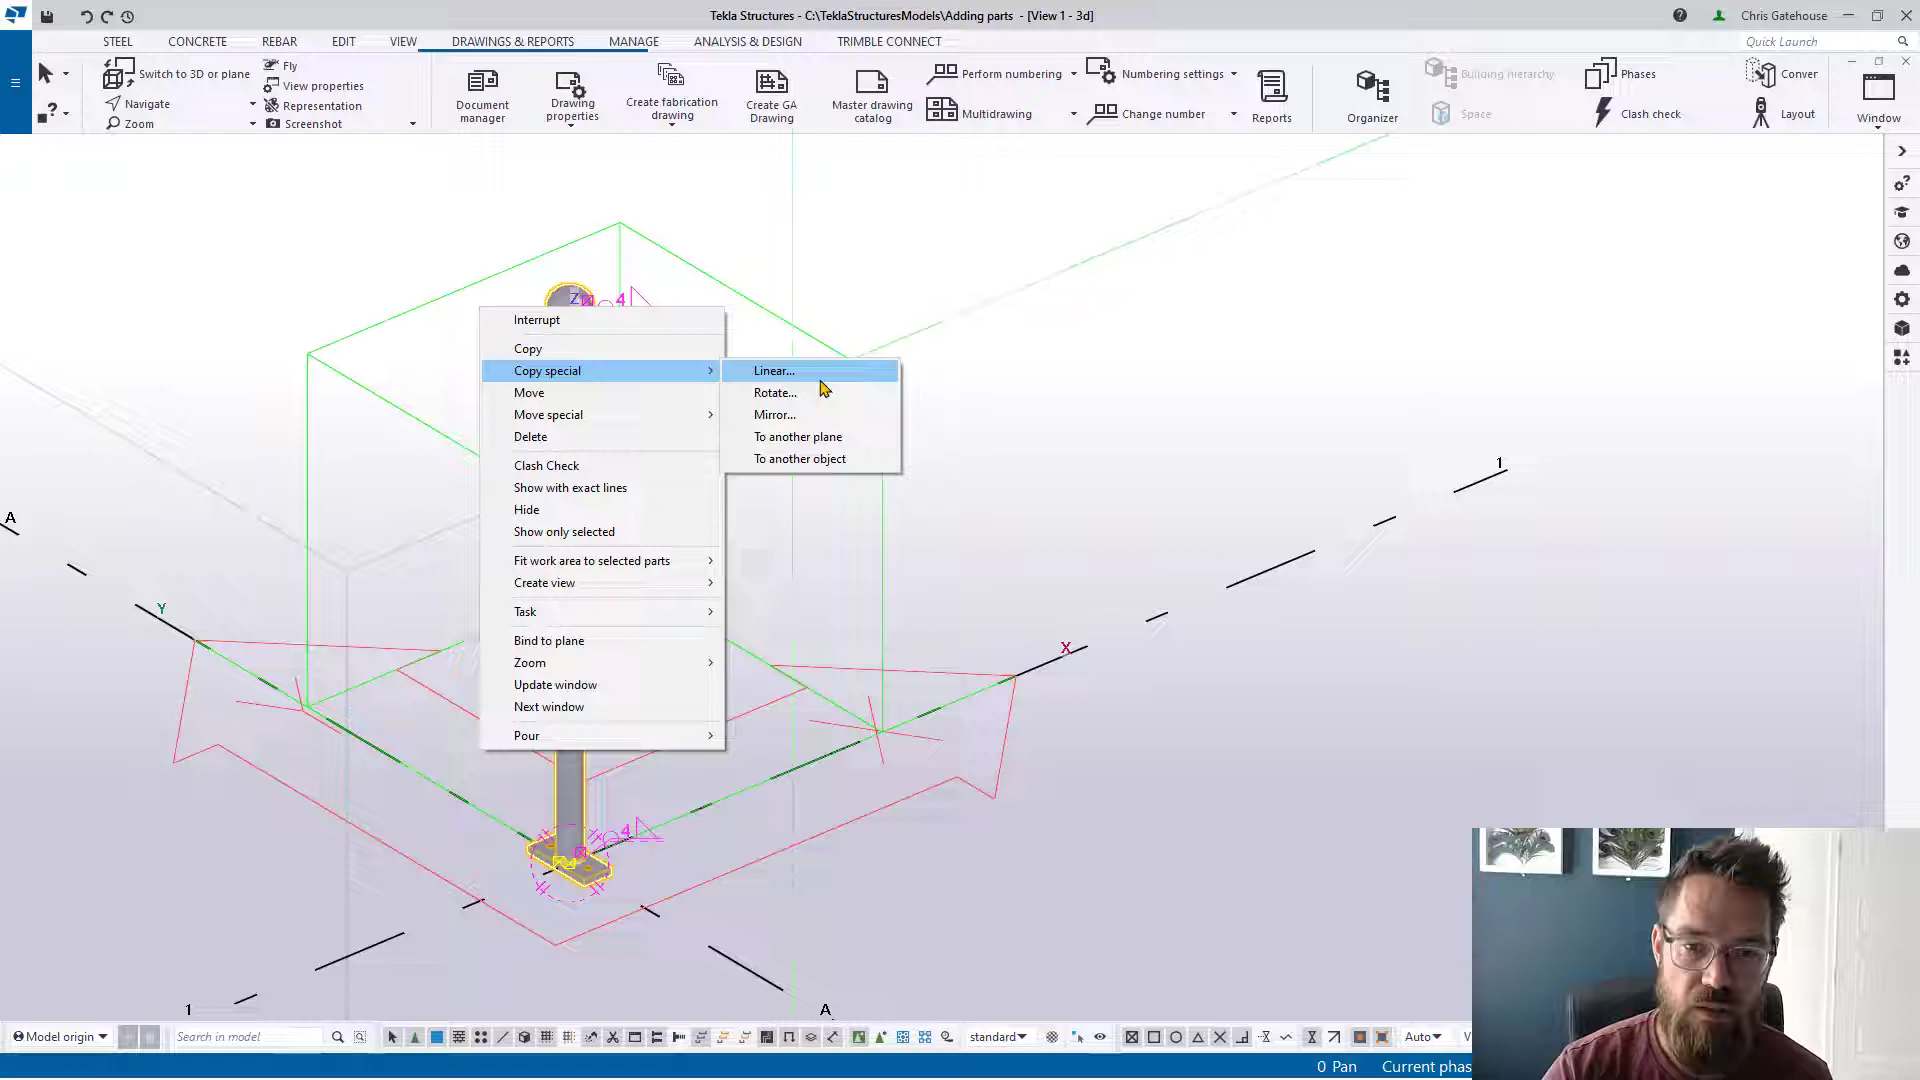 Tekla Structures - C:\TeklaStructuresModels\Adding parts - [View 1 - 3d]
Chris Gatehouse
STEEL CONCRETE REBAR EDIT VIEW DRAWINGS & REPORTS MANAGE ANALYSIS & DESIGN TRIMBLE CONNECT
Quick Launch
Switch to 3D or plane
Navigate
Zoom
Fly
View properties
Representation
Screenshot
Document
manager
Drawing
properties
Create fabrication
drawing
Create GA
Drawing
Master drawing
catalog
Perform numbering
Multidrawing
Numbering settings
Change number
Reports
Organizer
Building hierarchy
Space
Phases
Clash check
Conver
Layout
Window
Z
4
Interrupt
Copy
Copy special
Move
Move special
Delete
Clash Check
Show with exact lines
Hide
Show only selected
Fit work area to selected parts
Create view
Task
Bind to plane
Zoom
Update window
Next window
Pour
Linear...
Rotate...
Mirror...
To another plane
To another object
1
A
Y
X
4
1
A
Model origin
Search in model
standard
Auto
V
0 Pan
Current phas